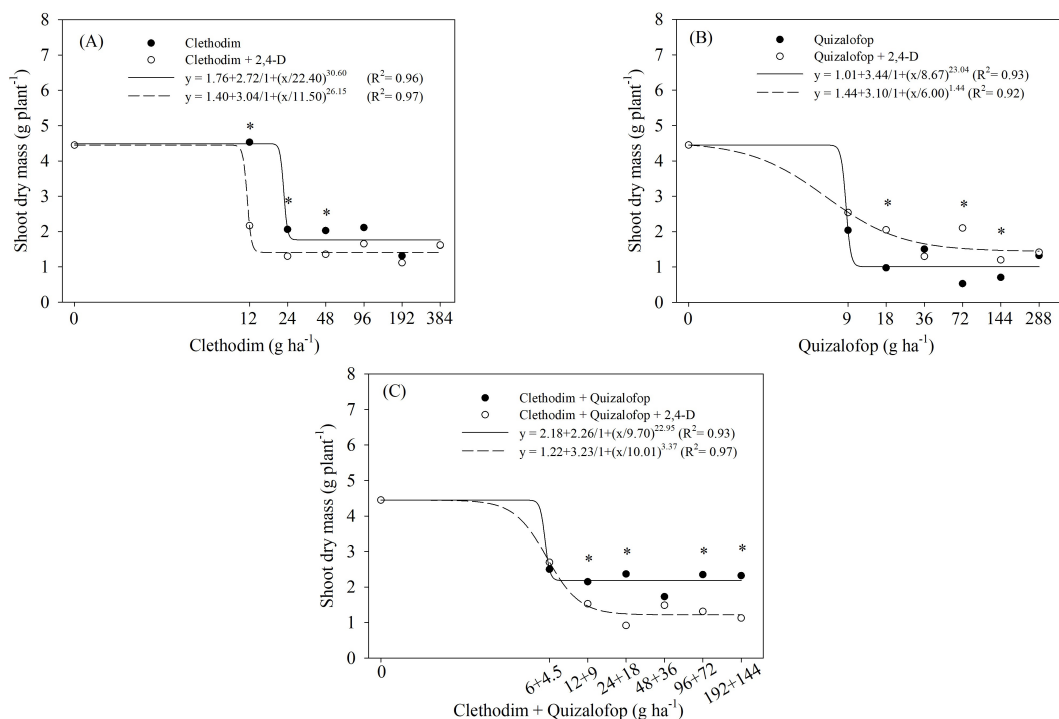 (A)
Clethodim
Clethodim + 2,4-D
y = 1.76+2.72/1+(x/22.40)^30.60 (R^2= 0.96)
y = 1.40+3.04/1+(x/11.50)^26.15 (R^2= 0.97)
Shoot dry mass (g plant^-1)
8
7
6
5
4
3
2
1
0
* * *
0 12 24 48 96 192 384
Clethodim (g ha^-1)
(B)
Quizalofop
Quizalofop + 2,4-D
y = 1.01+3.44/1+(x/8.67)^23.04 (R^2= 0.93)
y = 1.44+3.10/1+(x/6.00)^1.44 (R^2= 0.92)
Shoot dry mass (g plant^-1)
8
7
6
5
4
3
2
1
0
* * *
0 9 18 36 72 144 288
Quizalofop (g ha^-1)
(C)
Clethodim + Quizalofop
Clethodim + Quizalofop + 2,4-D
y = 2.18+2.26/1+(x/9.70)^22.95 (R^2= 0.93)
y = 1.22+3.23/1+(x/10.01)^3.37 (R^2= 0.97)
Shoot dry mass (g plant^-1)
8
7
6
5
4
3
2
1
0
* * * *
0 6+4.5 12+9 24+18 48+36 96+72 192+144
Clethodim + Quizalofop (g ha^-1)